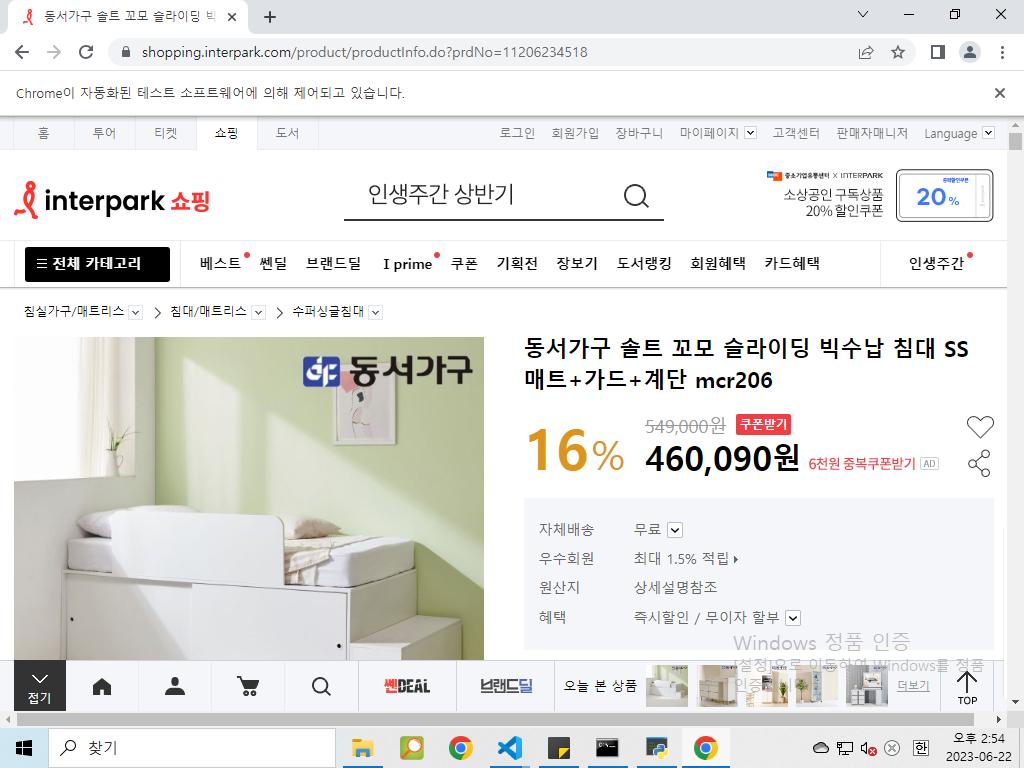 동서가구 솔트 꼬모 슬라이딩 빅
shopping.interpark.com/product/productInfo.do?prdNo=11206234518
Chrome이 자동화된 테스트 소프트웨어에 의해 제어되고 있습니다.
홈 투어 티켓 쇼핑 도서 로그인 회원가입 장바구니 마이페이지 고객센터 판매자매니저 Language
interpark 쇼핑
인생주간 상반기
중소기업유통센터 X INTERPARK
소상공인 구독상품
20% 할인쿠폰
20%
전체 카테고리 베스트 쎈딜 브랜드딜 I prime 쿠폰 기획전 장보기 도서랭킹 회원혜택 카드혜택 인생주간
침실가구/매트리스 침대/매트리스 수퍼싱글침대
동서가구
동서가구 솔트 꼬모 슬라이딩 빅수납 침대 SS
매트+가드+계단 mcr206
16%
549,000원 쿠폰받기
460,090원 6천원 중복쿠폰받기 AD
자체배송 무료
우수회원 최대 1.5% 적립
원산지 상세설명참조
혜택 즉시할인 / 무이자 할부
Windows 정품 인증
[설정]으로 이동하여 Windows를 정품
접기
쎈DEAL
브랜드딜
오늘 본 상품
더보기
TOP
찾기
한
오후 2:54
2023-06-22